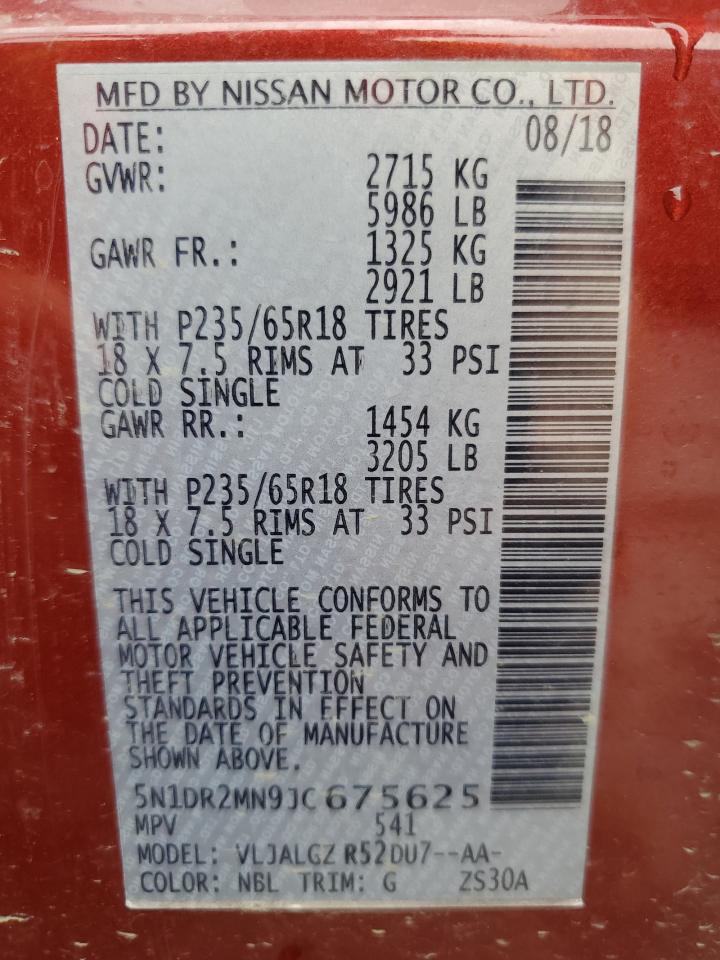 MFD BY NISSAN MOTOR CO., LTD.
DATE: 08/18
GVWR: 2715 KG
5986 LB
GAWR FR.: 1325 KG
2921 LB
WITH P235/65R18 TIRES
18 X 7.5 RIMS AT 33 PSI
COLD SINGLE
GAWR RR.: 1454 KG
3205 LB
WITH P235/65R18 TIRES
18 X 7.5 RIMS AT 33 PSI
COLD SINGLE
THIS VEHICLE CONFORMS TO
ALL APPLICABLE FEDERAL
MOTOR VEHICLE SAFETY AND
THEFT PREVENTION
STANDARDS IN EFFECT ON
THE DATE OF MANUFACTURE
SHOWN ABOVE.
5N1DR2MN9JC675625
MPV 541
MODEL: VLJALGZ R52DU7--AA-
COLOR: NBL TRIM: G ZS30A